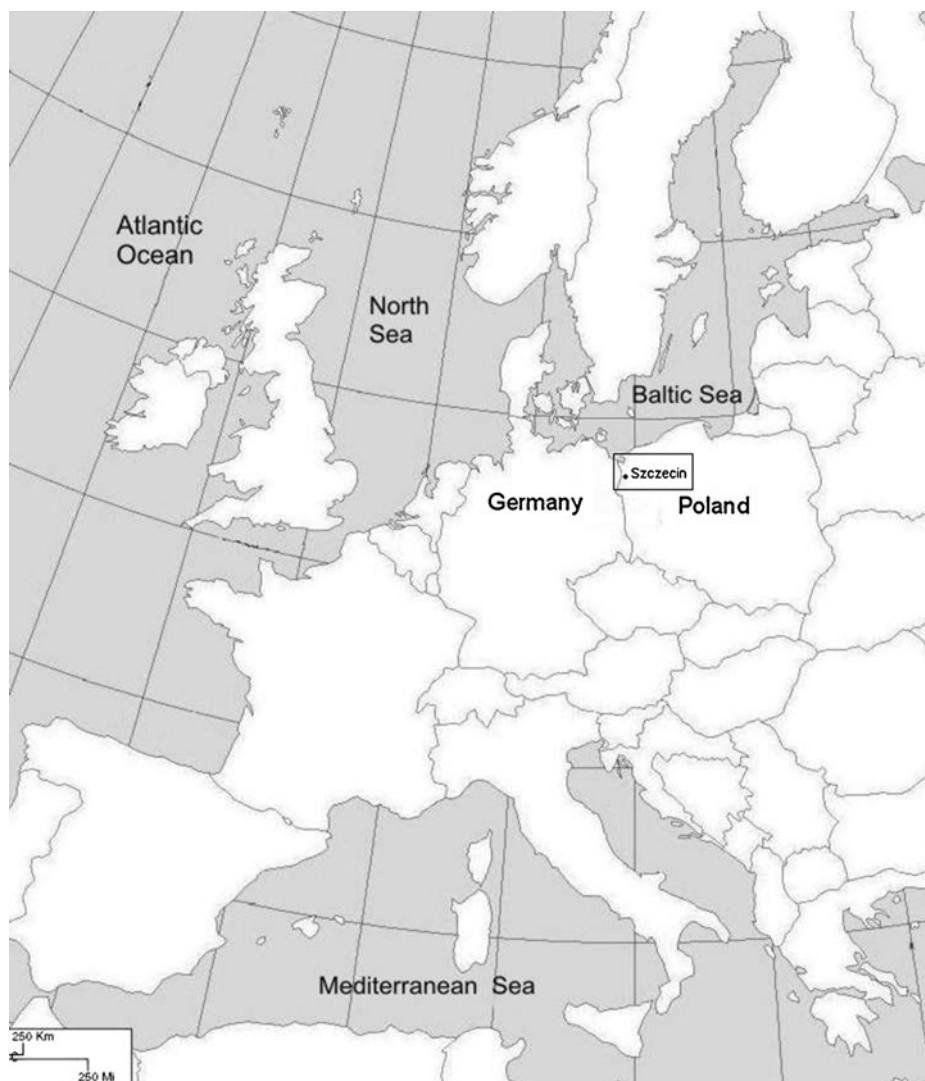 Atlantic
Ocean
North
Sea
Baltic Sea
Szczecin
Germany
Poland
Mediterranean Sea
250 Km
250 Mi